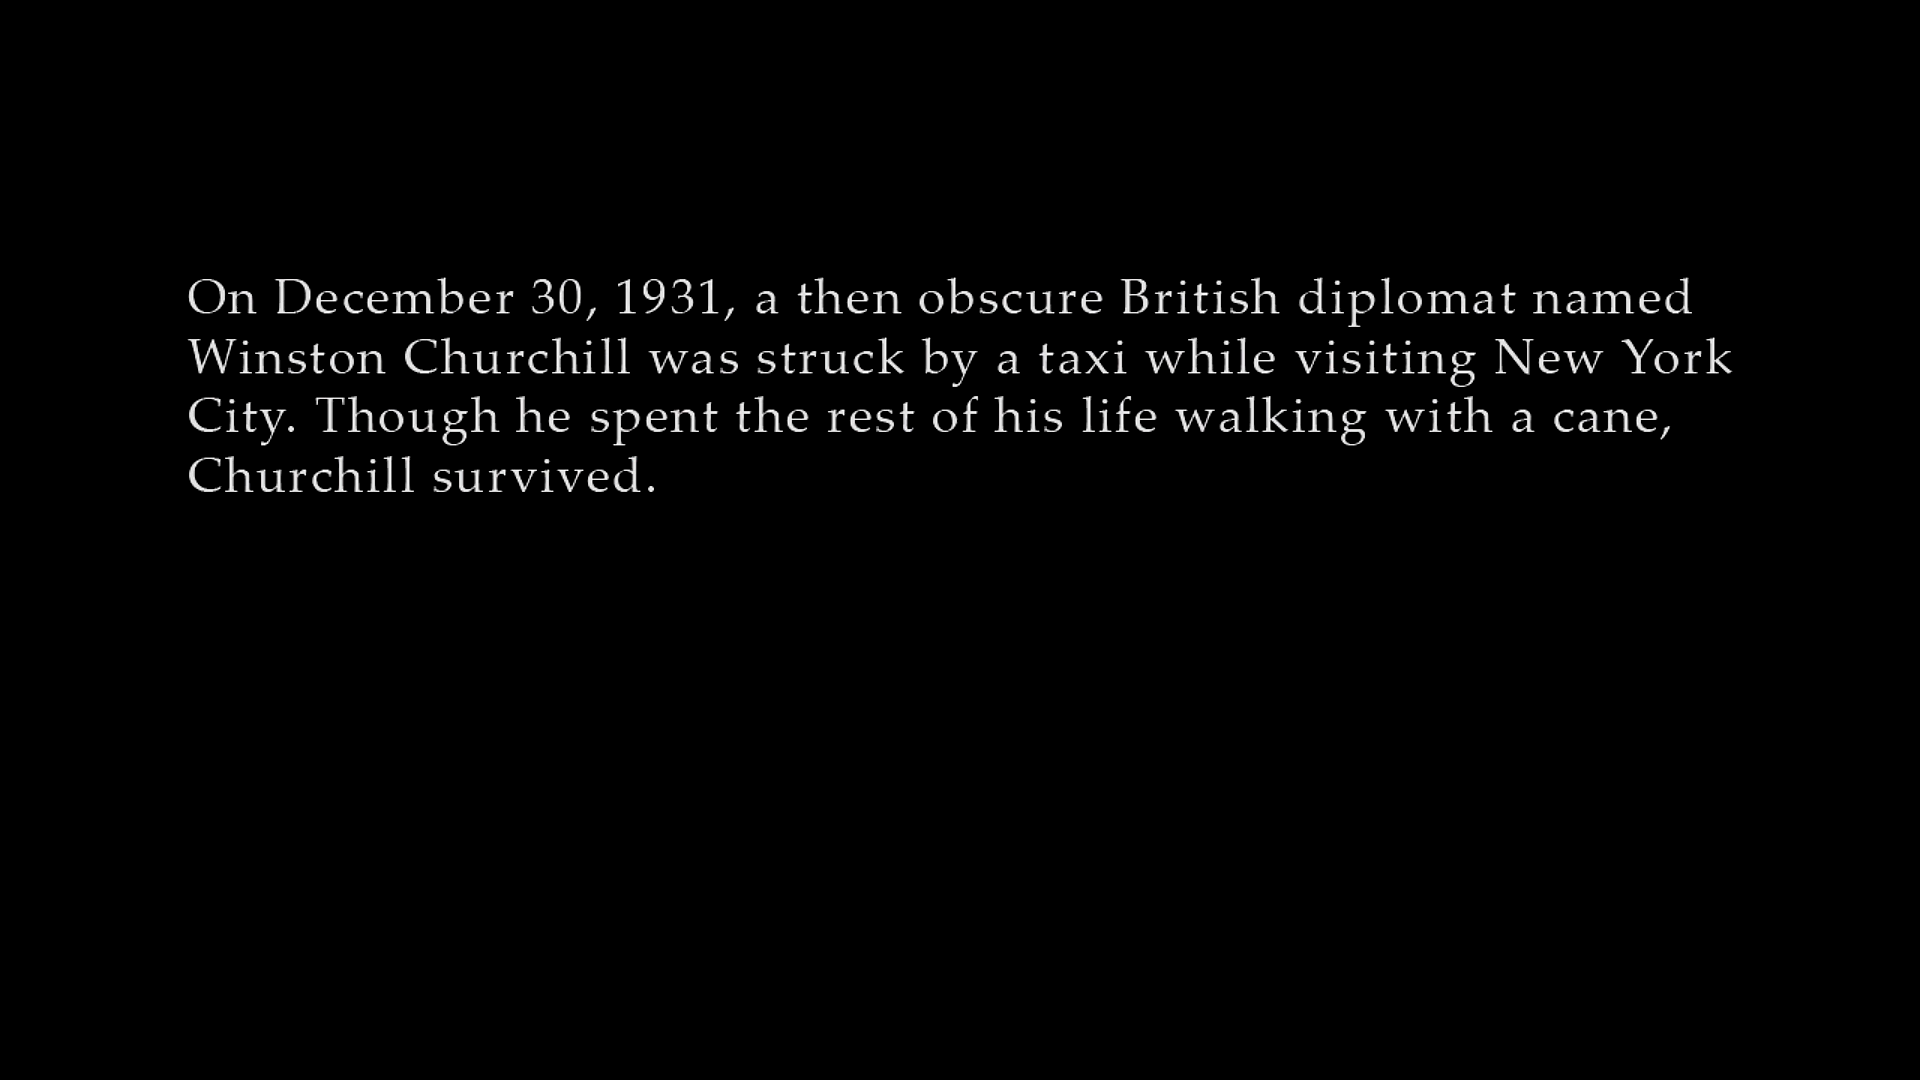 On December 30, 1931, a then obscure British diplomat named
Winston Churchill was struck by a taxi while visiting New York
City. Though he spent the rest of his life walking with a cane,
Churchill survived.